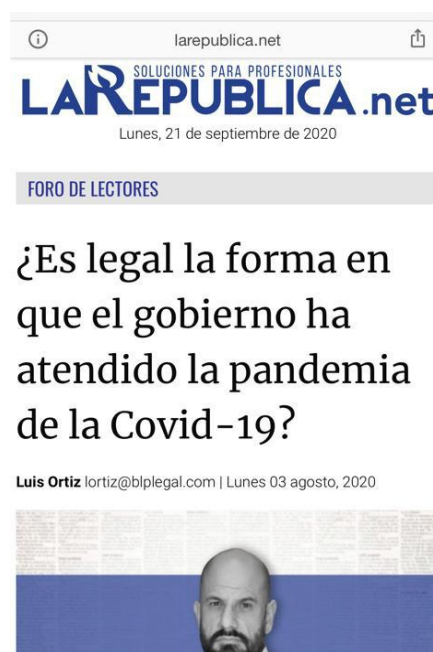 larepublica.net
SOLUCIONES PARA PROFESIONALES
LAREPUBLICA.net
Lunes, 21 de septiembre de 2020
FORO DE LECTORES
¿Es legal la forma en
que el gobierno ha
atendido la pandemia
de la Covid-19?
Luis Ortiz lortiz@blplegal.com | Lunes 03 agosto, 2020